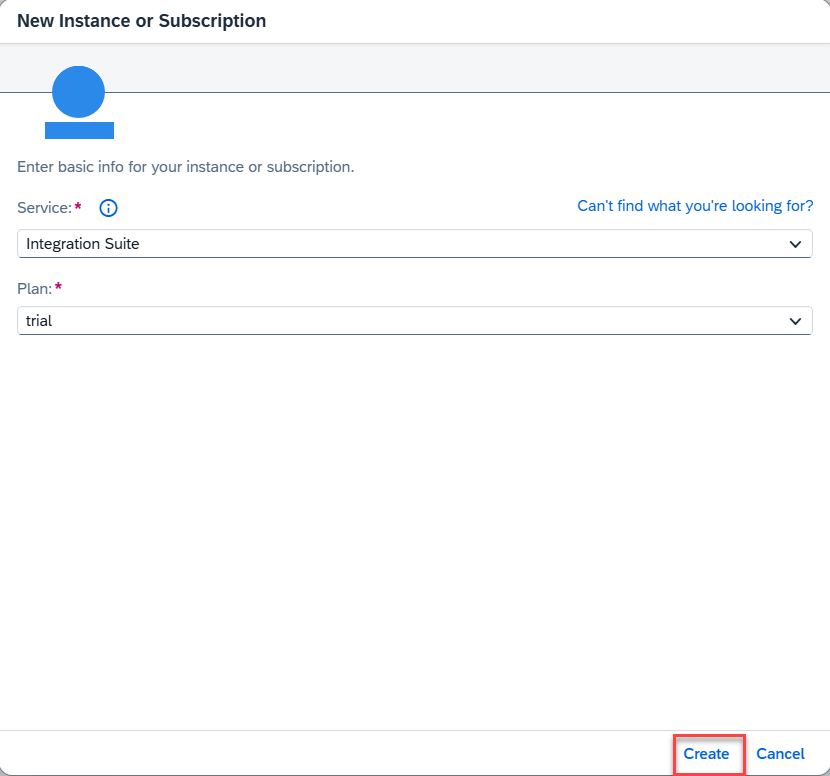 New Instance or Subscription
Enter basic info for your instance or subscription.
Service:*
Can't find what you're looking for?
Integration Suite
Plan:*
trial
Create
Cancel